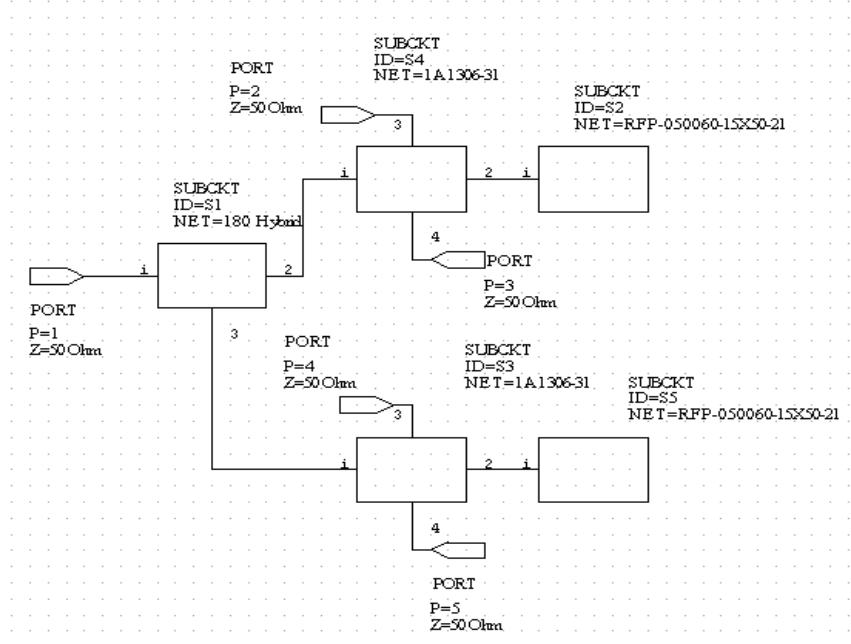 SUBCKT
ID=S4
NET=1A1306-31
PORT
P=2
Z=50 Ohm
3
SUBCKT
ID=S2
NET=RFP-050060-15X50-21
i
2
i
SUBCKT
ID=S1
NET=180 Hybrid
4
PORT
P=3
Z=50 Ohm
i
2
PORT
P=1
Z=50 Ohm
3
PORT
P=4
Z=50 Ohm
3
SUBCKT
ID=S3
NET=1A1306-31
SUBCKT
ID=S5
NET=RFP-050060-15X50-21
i
2
i
4
PORT
P=5
Z=50 Ohm